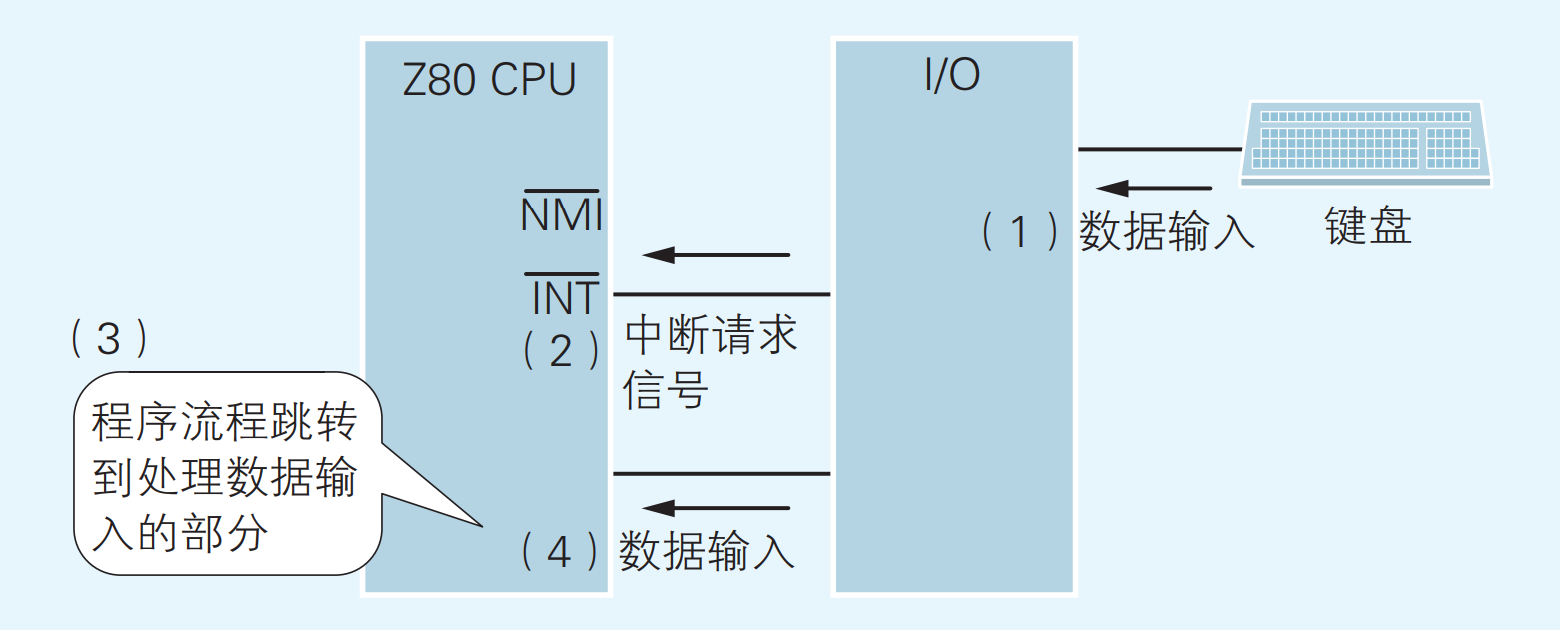 Z80 CPU
I/O
NMI
INT
(1)数据输入
键盘
(2)中断请求
信号
(3)
程序流程跳转
到处理数据输
入的部分
(4)数据输入